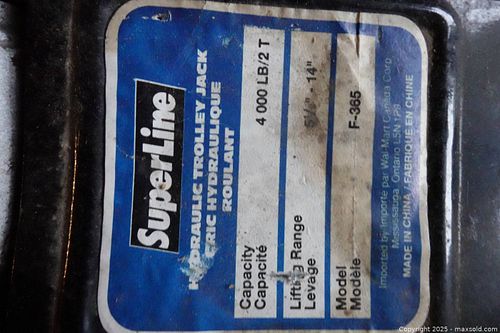 SuperLine
HYDRAULIC TROLLEY JACK
CRIC HYDRAULIQUE
ROULANT
Capacity
Capacité
4 000 LB/2 T
Lifting Range
Levage
- 14"
Model
Modèle
F-365
Imported by/Importé par Wal-Mart Canada Corp
Mississauga, Ontario L5N 1P9
MADE IN CHINA / FABRIQUÉ EN CHINE
Copyright © 2025 - maxsold.com